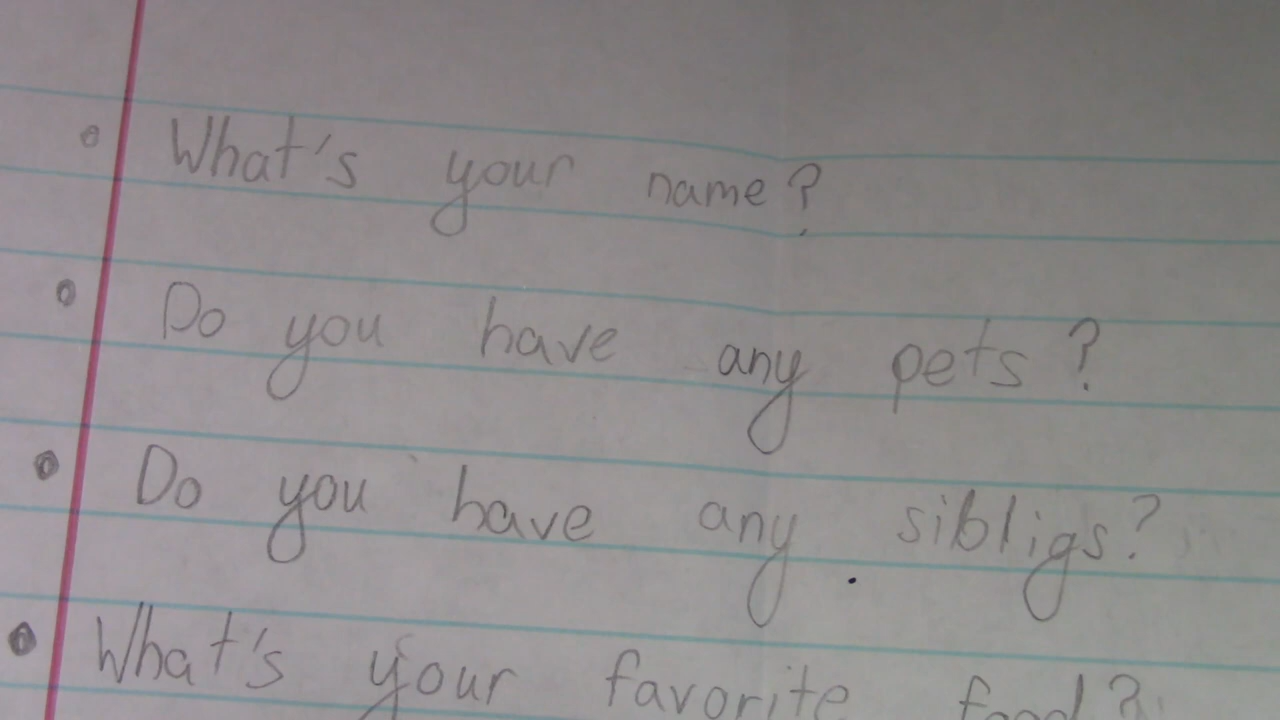 • What's your name?
• Do you have any pets?
• Do you have any sibligs?
• What's your favorite food?